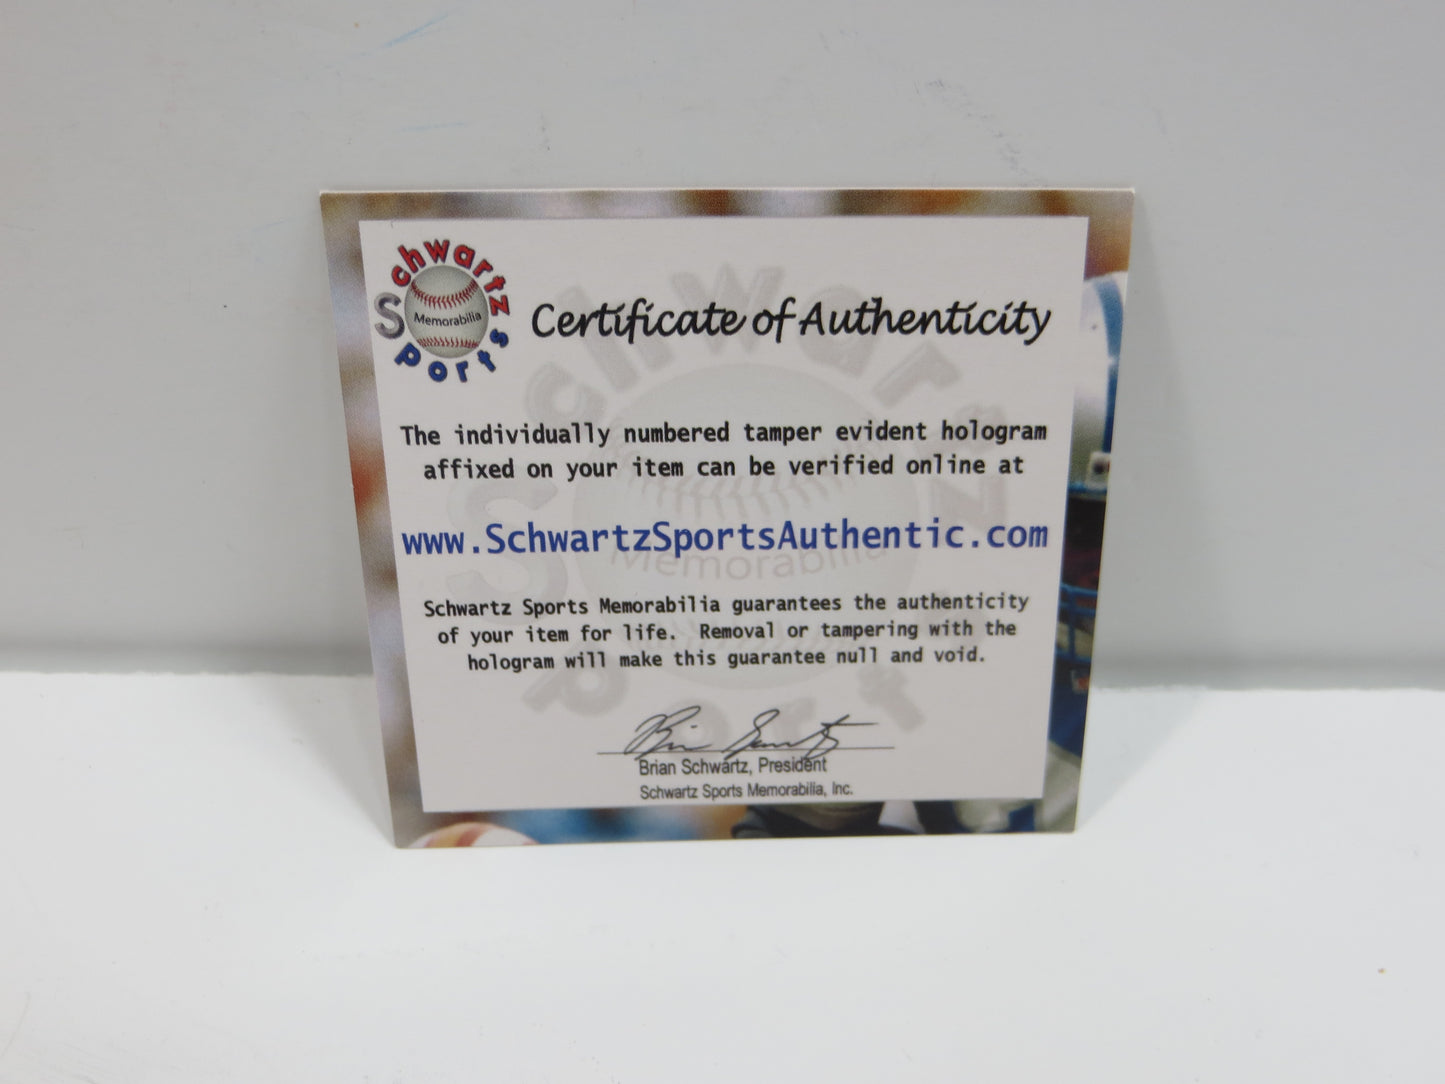 Schwartz
Sports
Memorabilia
Certificate of Authenticity
The individually numbered tamper evident hologram
affixed on your item can be verified online at
www.SchwartzSportsAuthentic.com
Schwartz Sports Memorabilia guarantees the authenticity
of your item for life. Removal or tampering with the
hologram will make this guarantee null and void.
Brian Schwartz
Brian Schwartz, President
Schwartz Sports Memorabilia, Inc.